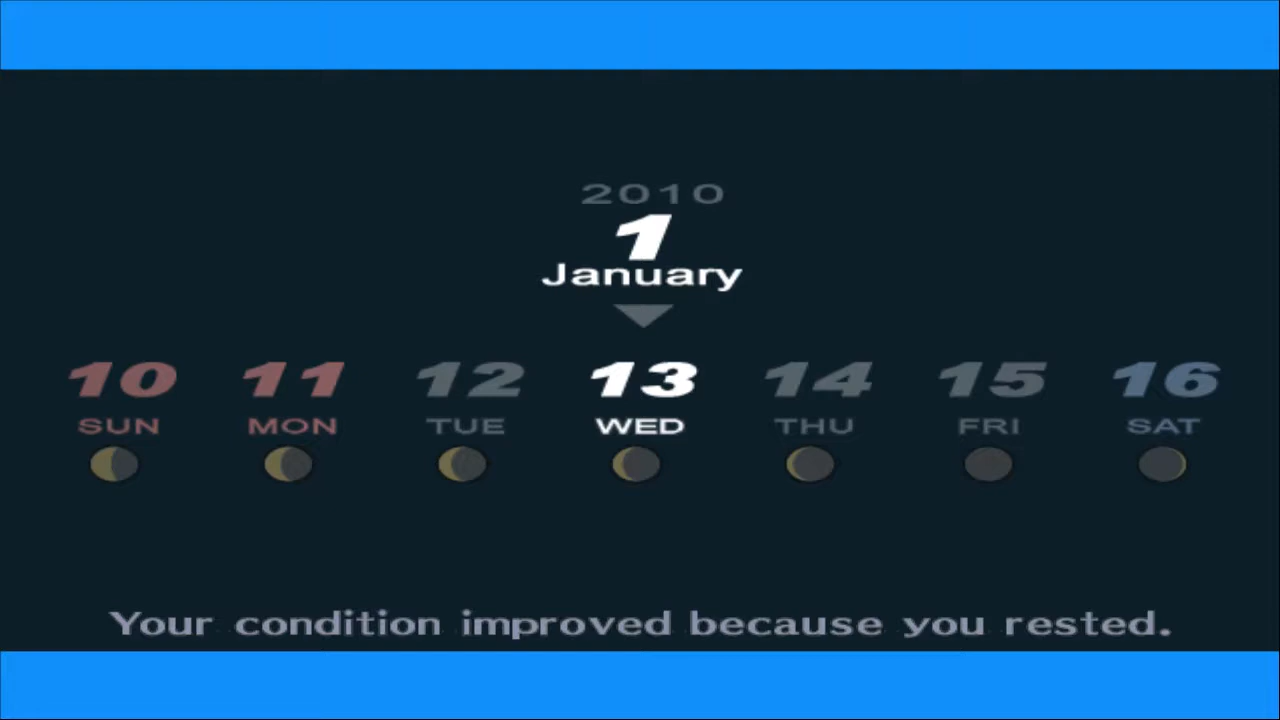 2010
1
January
10 11 12 13 14 15 16
SUN MON TUE WED THU FRI SAT
Your condition improved because you rested.